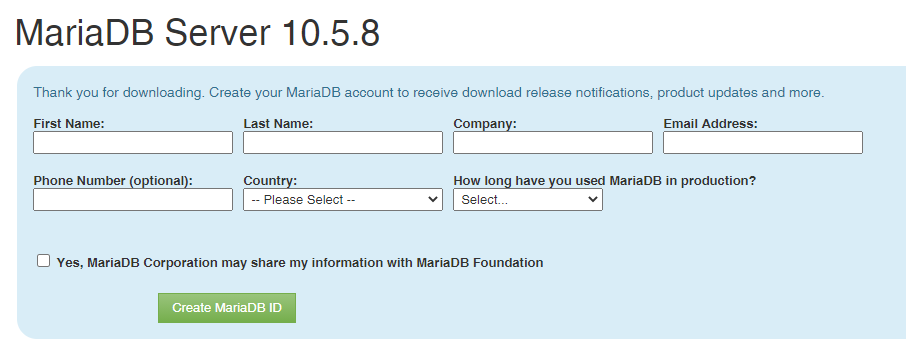 MariaDB Server 10.5.8
Thank you for downloading. Create your MariaDB account to receive download release notifications, product updates and more.
First Name: Last Name: Company: Email Address:
Phone Number (optional): Country: How long have you used MariaDB in production?
-- Please Select -- Select...
Yes, MariaDB Corporation may share my information with MariaDB Foundation
Create MariaDB ID